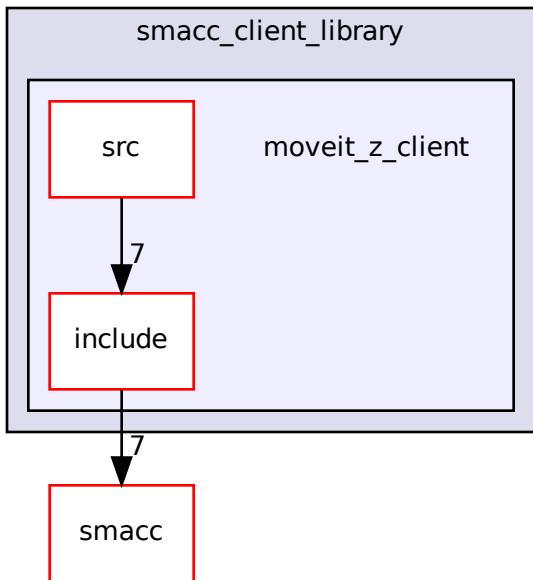 smacc_client_library
src
moveit_z_client
7
include
7
smacc